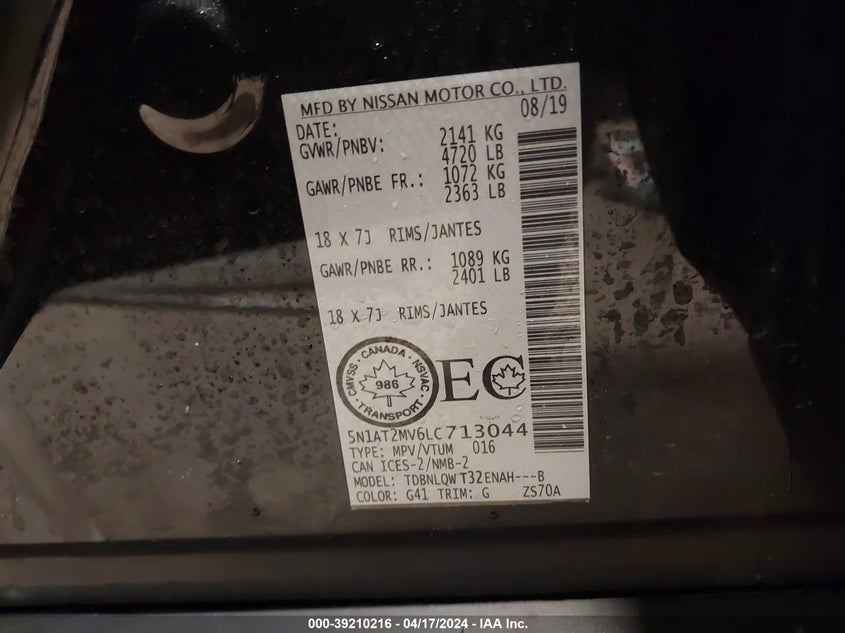 MFD BY NISSAN MOTOR CO., LTD.
DATE: 08/19
GVWR/PNBV: 2141 KG
4720 LB
GAWR/PNBE FR.: 1072 KG
2363 LB
18 X 7J RIMS/JANTES
GAWR/PNBE RR.: 1089 KG
2401 LB
18 X 7J RIMS/JANTES
CMVSS · CANADA · NSVAC
986
· TRANSPORT ·
EC
5N1AT2MV6LC713044
TYPE: MPV/VTUM 016
CAN ICES-2/NMB-2
MODEL: TDBNLQW T32ENAH---B
COLOR: G41 TRIM: G ZS70A
000-39210216 - 04/17/2024 - IAA Inc.